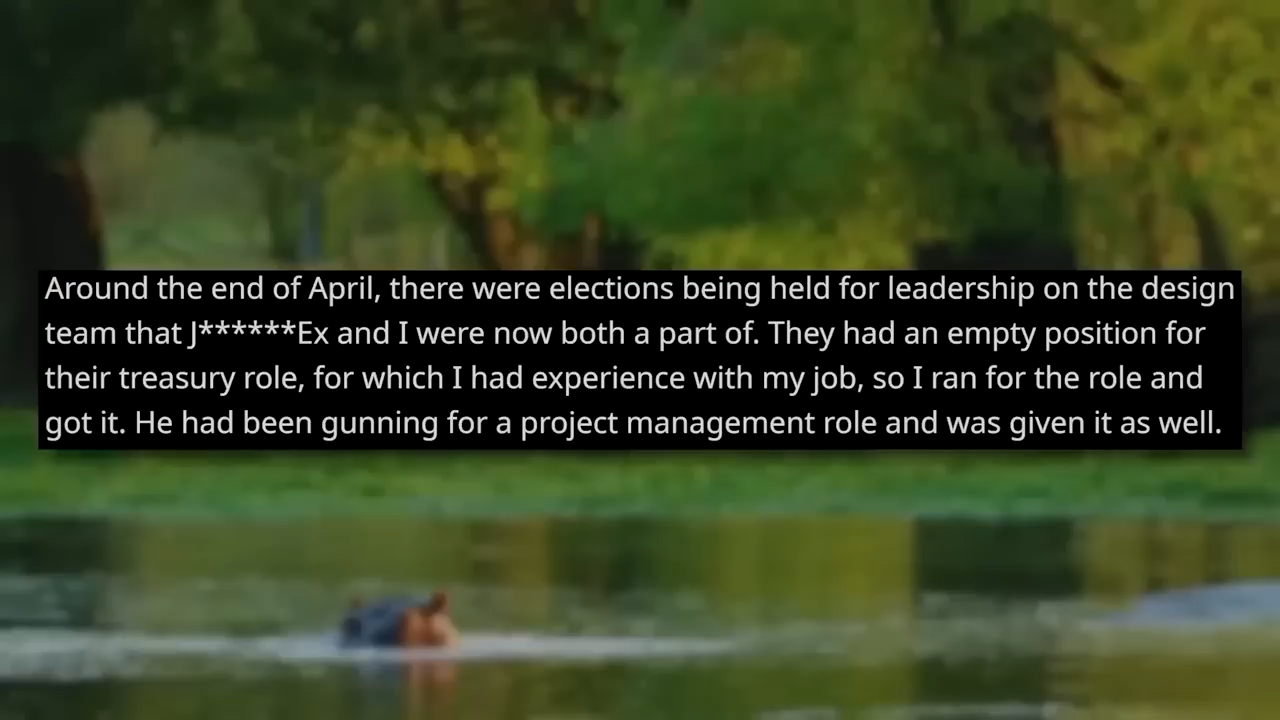 Around the end of April, there were elections being held for leadership on the design
team that J******Ex and I were now both a part of. They had an empty position for
their treasury role, for which I had experience with my job, so I ran for the role and
got it. He had been gunning for a project management role and was given it as well.